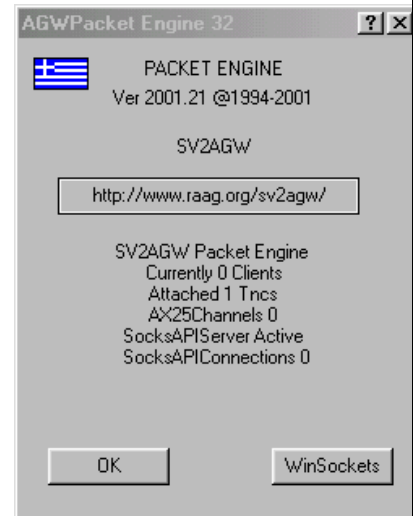 AGWPacket Engine 32
PACKET ENGINE
Ver 2001.21 @1994-2001
SV2AGW
http://www.raag.org/sv2agw/
SV2AGW Packet Engine
Currently 0 Clients
Attached 1 Tncs
AX25Channels 0
SocksAPIServer Active
SocksAPIConnections 0
OK
WinSockets